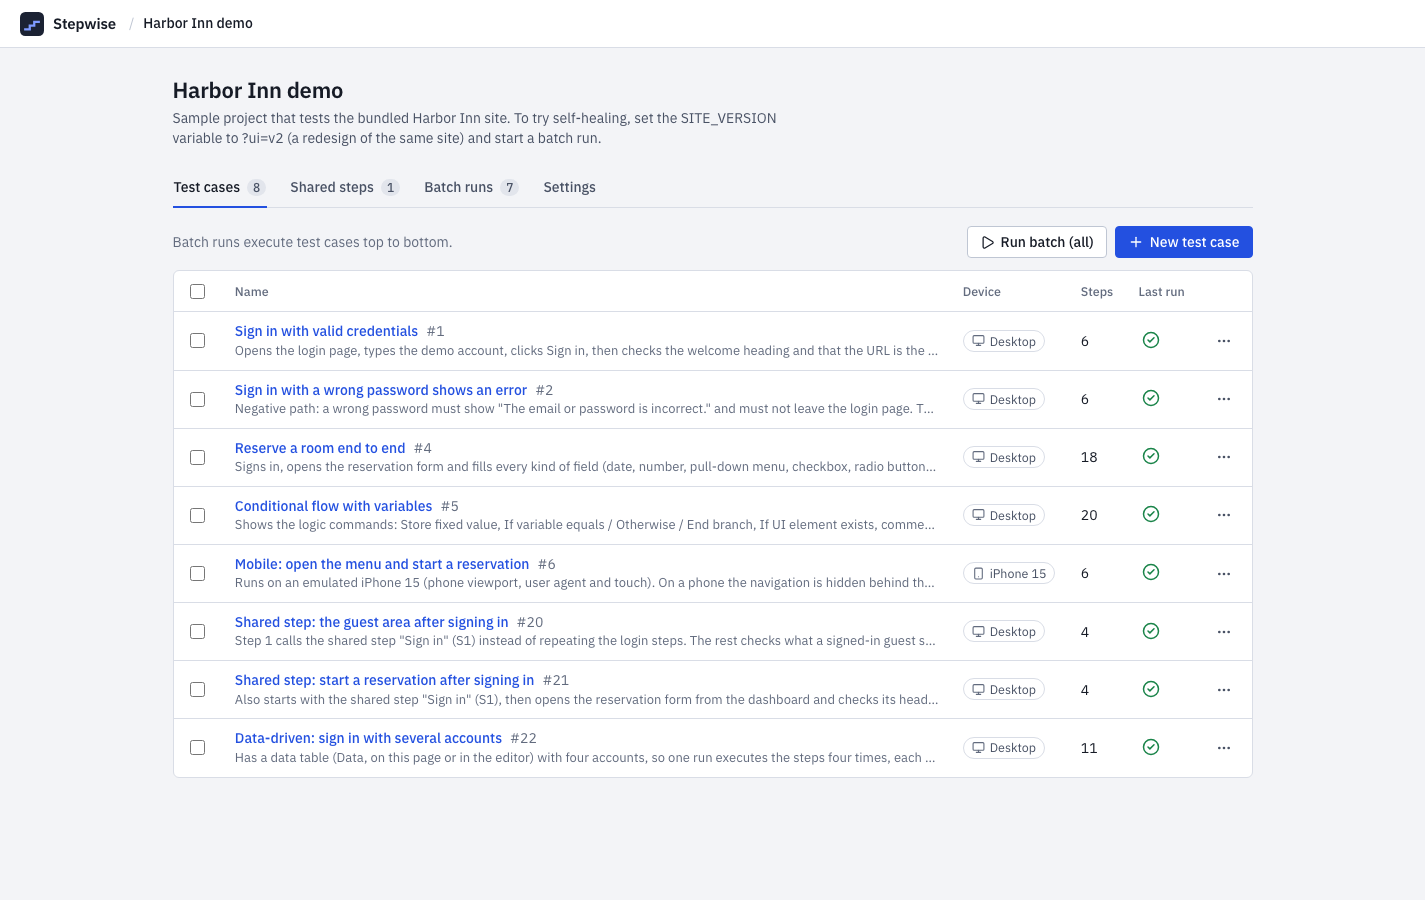 Stepwise / Harbor Inn demo
Harbor Inn demo
Sample project that tests the bundled Harbor Inn site. To try self-healing, set the SITE_VERSION
variable to ?ui=v2 (a redesign of the same site) and start a batch run.
Test cases 8 Shared steps 1 Batch runs 7 Settings
Batch runs execute test cases top to bottom. Run batch (all) New test case
Name Device Steps Last run
Sign in with valid credentials #1
Opens the login page, types the demo account, clicks Sign in, then checks the welcome heading and that the URL is the ...
Desktop 6
Sign in with a wrong password shows an error #2
Negative path: a wrong password must show "The email or password is incorrect." and must not leave the login page. T...
Desktop 6
Reserve a room end to end #4
Signs in, opens the reservation form and fills every kind of field (date, number, pull-down menu, checkbox, radio button...
Desktop 18
Conditional flow with variables #5
Shows the logic commands: Store fixed value, If variable equals / Otherwise / End branch, If UI element exists, comme...
Desktop 20
Mobile: open the menu and start a reservation #6
Runs on an emulated iPhone 15 (phone viewport, user agent and touch). On a phone the navigation is hidden behind th...
iPhone 15 6
Shared step: the guest area after signing in #20
Step 1 calls the shared step "Sign in" (S1) instead of repeating the login steps. The rest checks what a signed-in guest s...
Desktop 4
Shared step: start a reservation after signing in #21
Also starts with the shared step "Sign in" (S1), then opens the reservation form from the dashboard and checks its head...
Desktop 4
Data-driven: sign in with several accounts #22
Has a data table (Data, on this page or in the editor) with four accounts, so one run executes the steps four times, each ...
Desktop 11